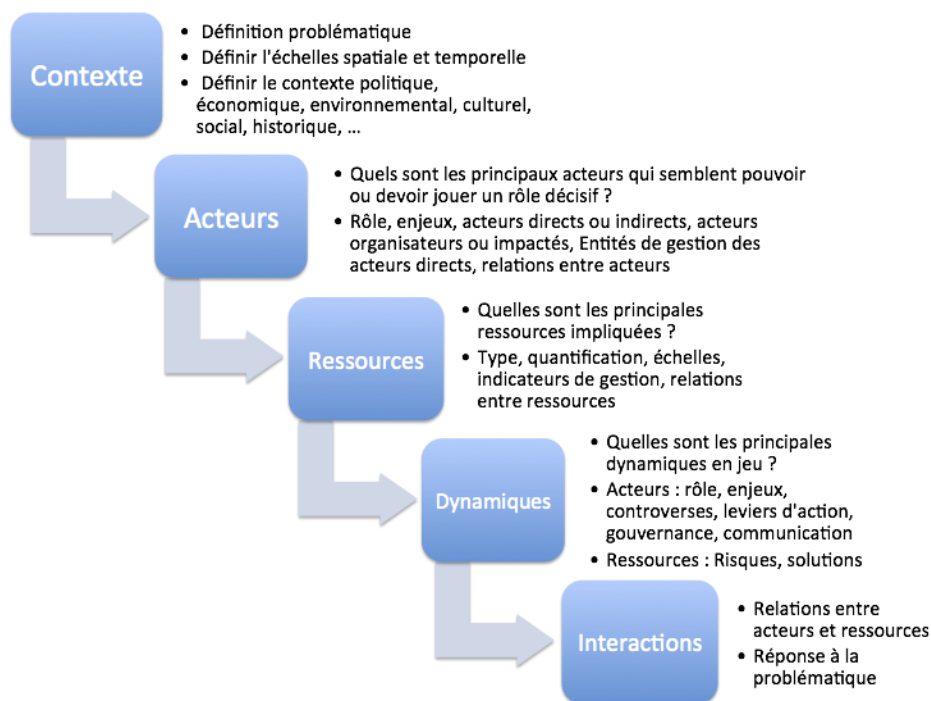 Contexte
• Définition problématique
• Définir l'échelles spatiale et temporelle
• Définir le contexte politique,
économique, environnemental, culturel,
social, historique, ...
Acteurs
• Quels sont les principaux acteurs qui semblent pouvoir
ou devoir jouer un rôle décisif ?
• Rôle, enjeux, acteurs directs ou indirects, acteurs
organisateurs ou impactés, Entités de gestion des
acteurs directs, relations entre acteurs
Ressources
• Quelles sont les principales
ressources impliquées ?
• Type, quantification, échelles,
indicateurs de gestion, relations
entre ressources
Dynamiques
• Quelles sont les principales
dynamiques en jeu ?
• Acteurs : rôle, enjeux,
controverses, leviers d'action,
gouvernance, communication
• Ressources : Risques, solutions
Interactions
• Relations entre
acteurs et ressources
• Réponse à la
problématique